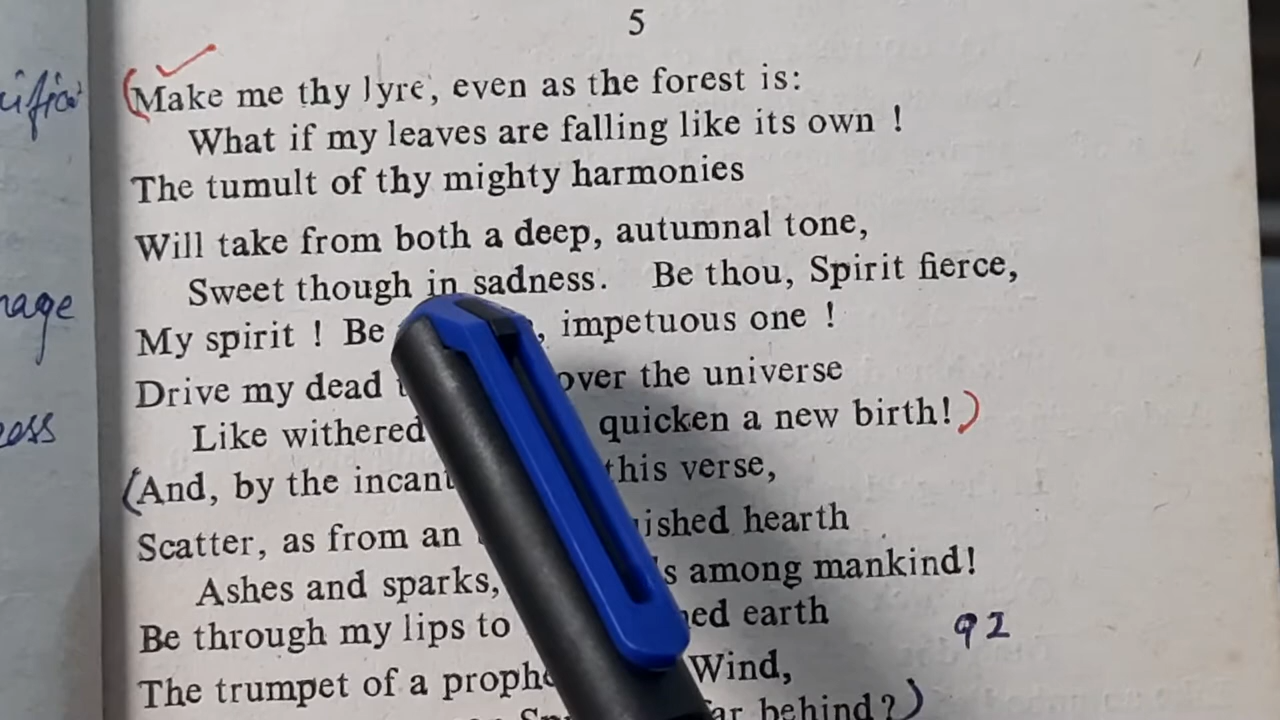 5
Make me thy lyre, even as the forest is:
What if my leaves are falling like its own !
The tumult of thy mighty harmonies
Will take from both a deep, autumnal tone,
Sweet though in sadness. Be thou, Spirit fierce,
My spirit ! Be , impetuous one !
Drive my dead over the universe
Like withered quicken a new birth!)
(And, by the incant this verse,
Scatter, as from an ished hearth
Ashes and sparks, s among mankind!
Be through my lips to ed earth
The trumpet of a proph Wind,
far behind?)
nage
ess
92